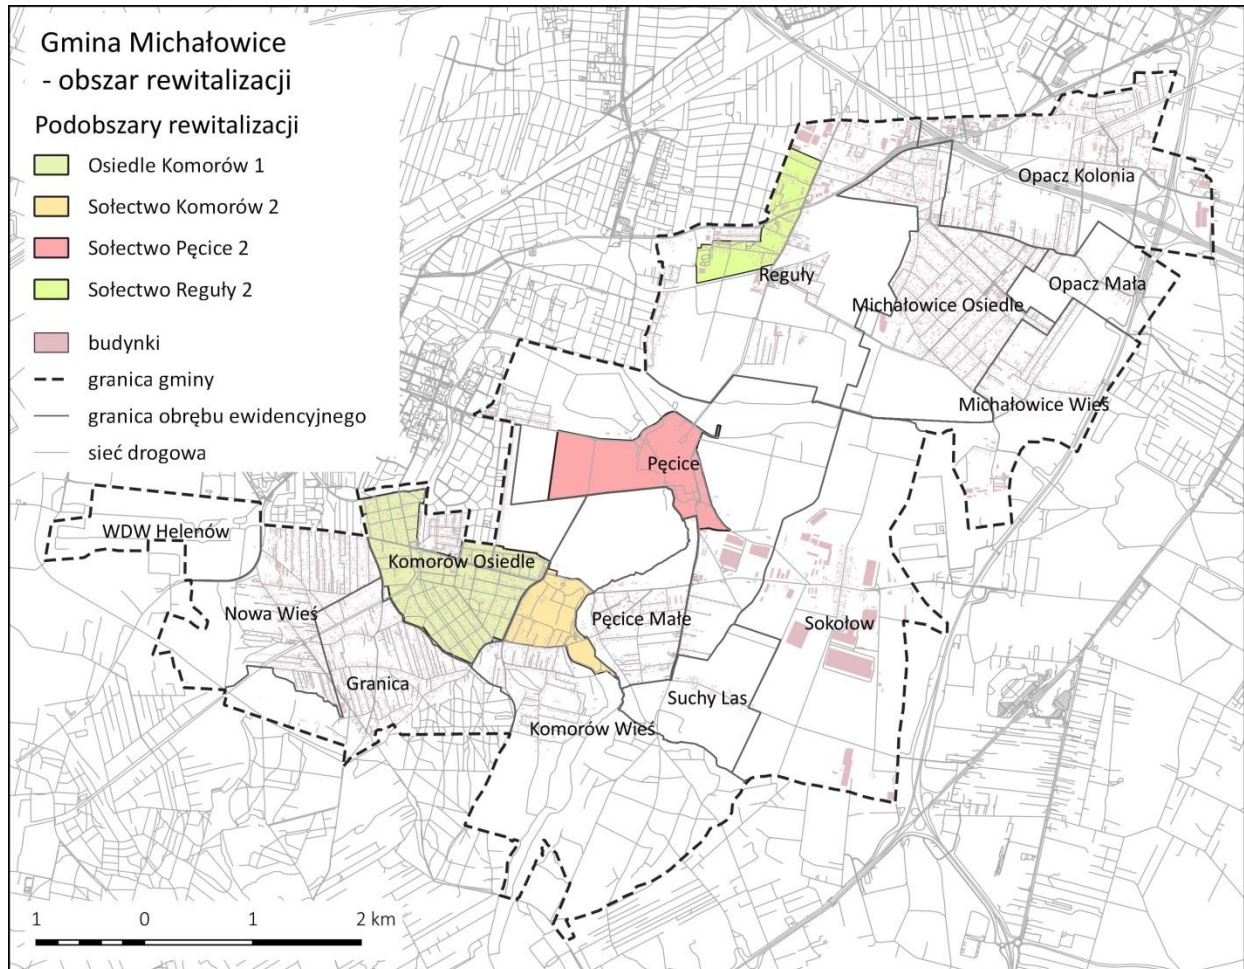 Gmina Michałowice
- obszar rewitalizacji
Podobszary rewitalizacji
Osiedle Komorów 1
Sołectwo Komorów 2
Sołectwo Pęcice 2
Sołectwo Reguły 2
budynki
granica gminy
granica obrębu ewidencyjnego
sieć drogowa
Opacz Kolonia
Reguły
Opacz Mała
Michałowice Osiedle
Michałowice Wieś
Pęcice
WDW Helenów
Komorów Osiedle
Nowa Wieś
Pęcice Małe
Sokołow
Granica
Suchy Las
Komorów Wieś
1 0 1 2 km